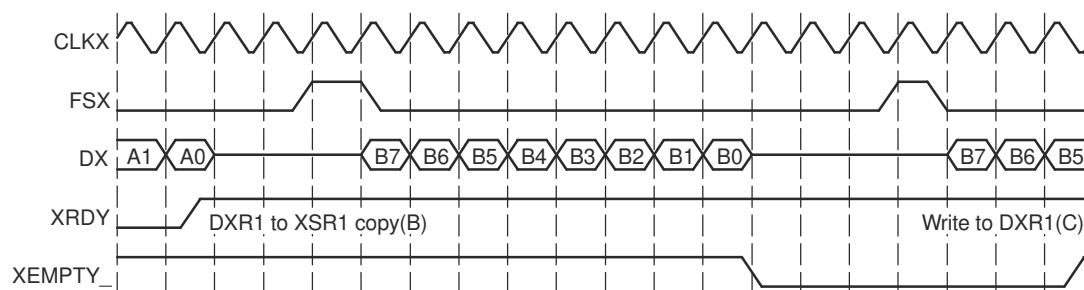 CLKX
FSX
DX A1 A0 B7 B6 B5 B4 B3 B2 B1 B0 B7 B6 B5
XRDY DXR1 to XSR1 copy(B) Write to DXR1(C)
XEMPTY_